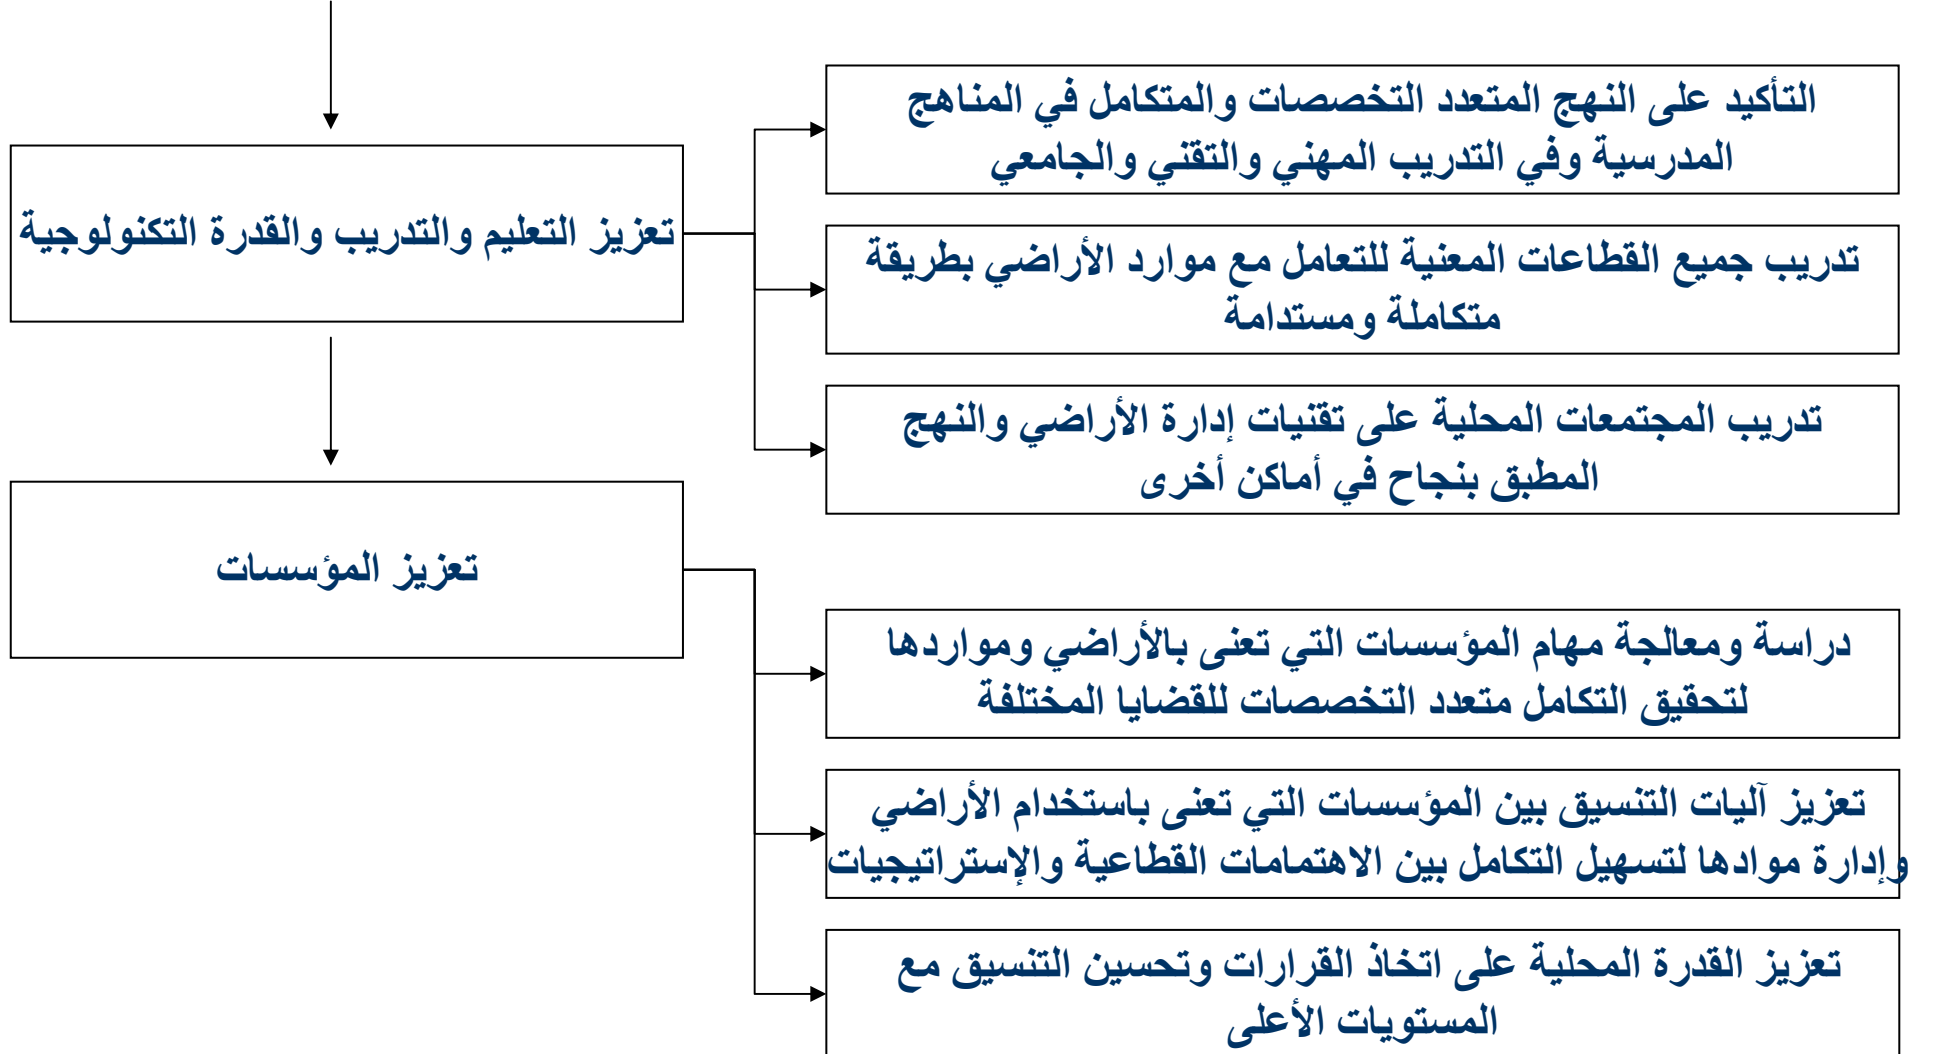 تعزيز التعليم والتدريب والقدرة التكنولوجية
التأكيد على النهج المتعدد التخصصات والمتكامل في المناهج
المدرسية وفي التدريب المهني والتقني والجامعي
تدريب جميع القطاعات المعنية للتعامل مع موارد الأراضي بطريقة
متكاملة ومستدامة
تدريب المجتمعات المحلية على تقنيات إدارة الأراضي والنهج
المطبق بنجاح في أماكن أخرى
تعزيز المؤسسات
دراسة ومعالجة مهام المؤسسات التي تعنى بالأراضي ومواردها
لتحقيق التكامل متعدد التخصصات للقضايا المختلفة
تعزيز آليات التنسيق بين المؤسسات التي تعنى باستخدام الأراضي
وإدارة موادها لتسهيل التكامل بين الاهتمامات القطاعية والإستراتيجيات
تعزيز القدرة المحلية على اتخاذ القرارات وتحسين التنسيق مع
المستويات الأعلى